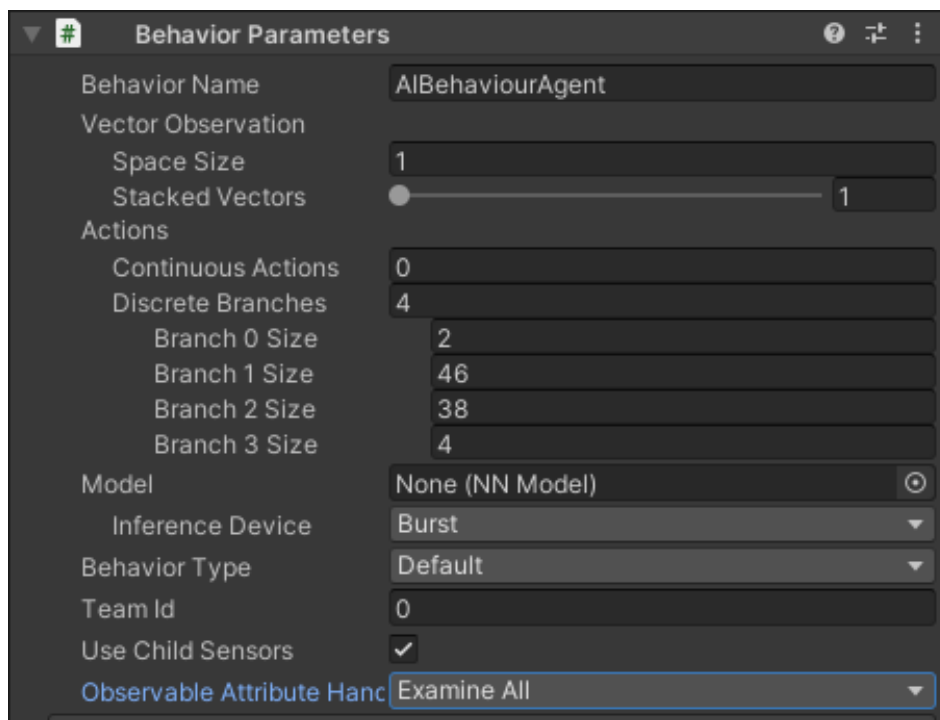 # Behavior Parameters
Behavior Name AIBehaviourAgent
Vector Observation
Space Size 1
Stacked Vectors 1
Actions
Continuous Actions 0
Discrete Branches 4
Branch 0 Size 2
Branch 1 Size 46
Branch 2 Size 38
Branch 3 Size 4
Model None (NN Model)
Inference Device Burst
Behavior Type Default
Team Id 0
Use Child Sensors
Observable Attribute Hanc Examine All